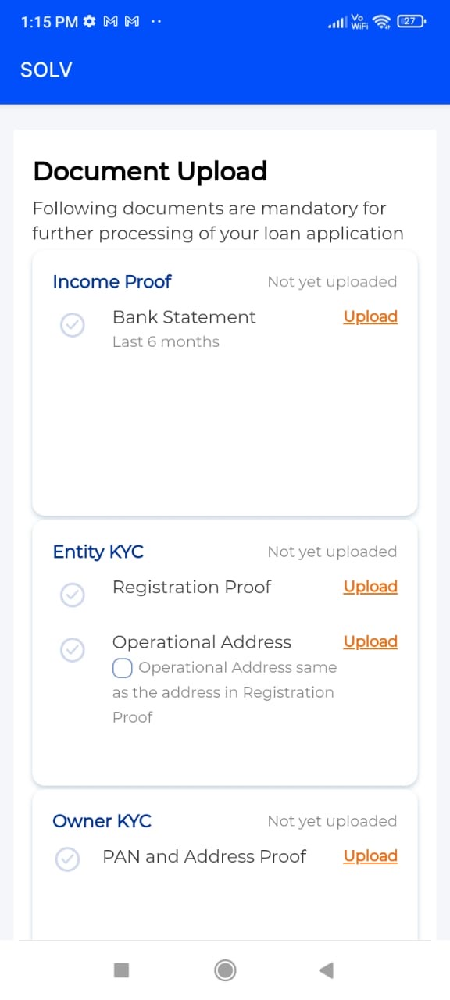 1:15 PM
Vo WiFi
27
SOLV
Document Upload
Following documents are mandatory for
further processing of your loan application
Income Proof Not yet uploaded
Bank Statement Upload
Last 6 months
Entity KYC Not yet uploaded
Registration Proof Upload
Operational Address Upload
Operational Address same
as the address in Registration
Proof
Owner KYC Not yet uploaded
PAN and Address Proof Upload